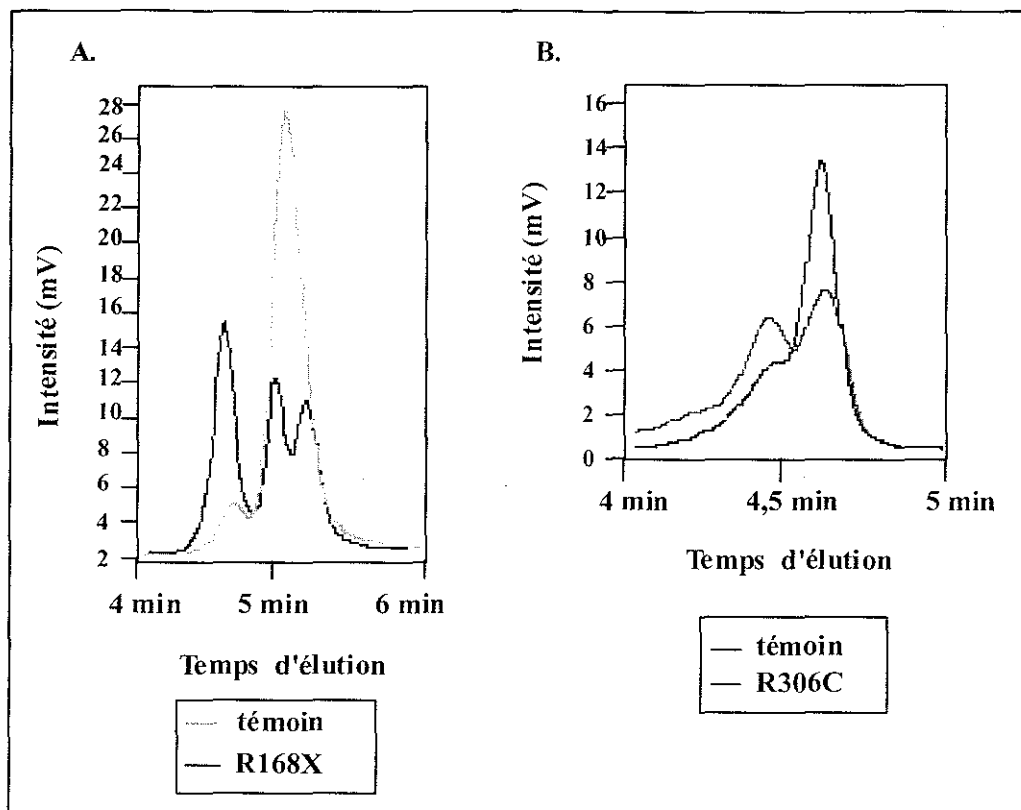 A.
Intensité (mV)
28
26
24
22
20
18
16
14
12
10
8
6
4
2
4 min 5 min 6 min
Temps d'élution
témoin
R168X
B.
Intensité (mV)
16
14
12
10
8
6
4
2
0
4 min 4,5 min 5 min
Temps d'élution
témoin
R306C